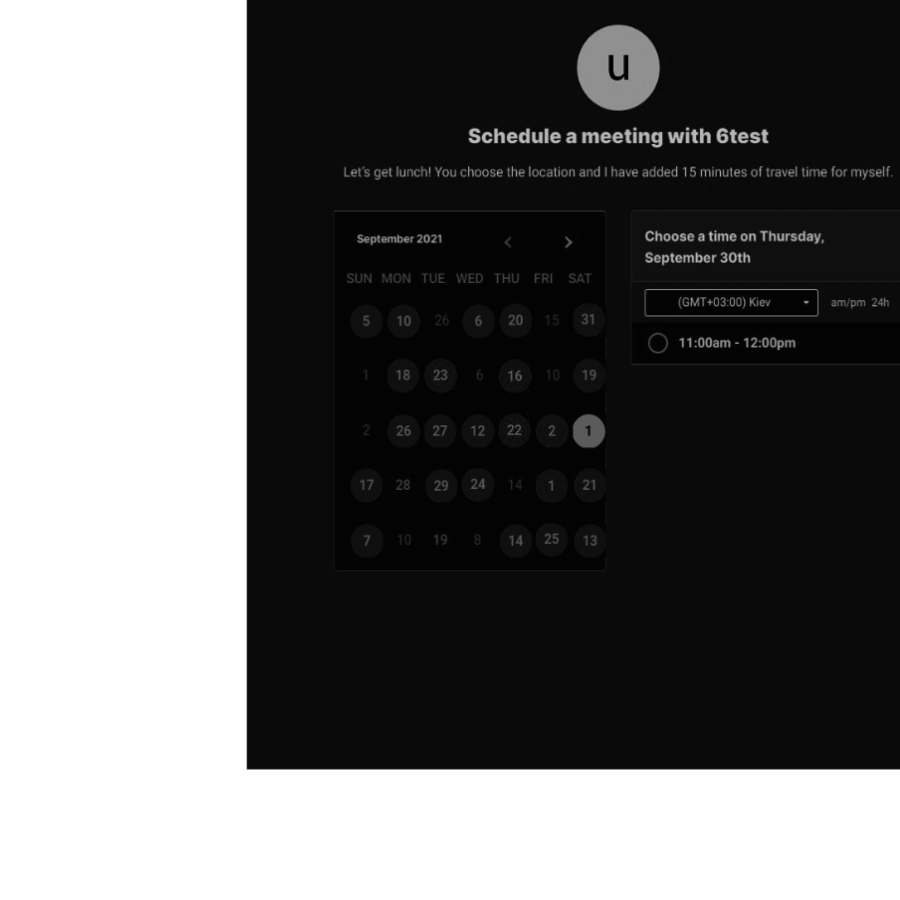 u
Schedule a meeting with 6test
Let's get lunch! You choose the location and I have added 15 minutes of travel time for myself.
September 2021
SUN MON TUE WED THU FRI SAT
5 10 26 6 20 15 31
1 18 23 6 16 10 19
2 26 27 12 22 2 1
17 28 29 24 14 1 21
7 10 19 8 14 25 13
Choose a time on Thursday,
September 30th
(GMT+03:00) Kiev am/pm 24h
11:00am - 12:00pm